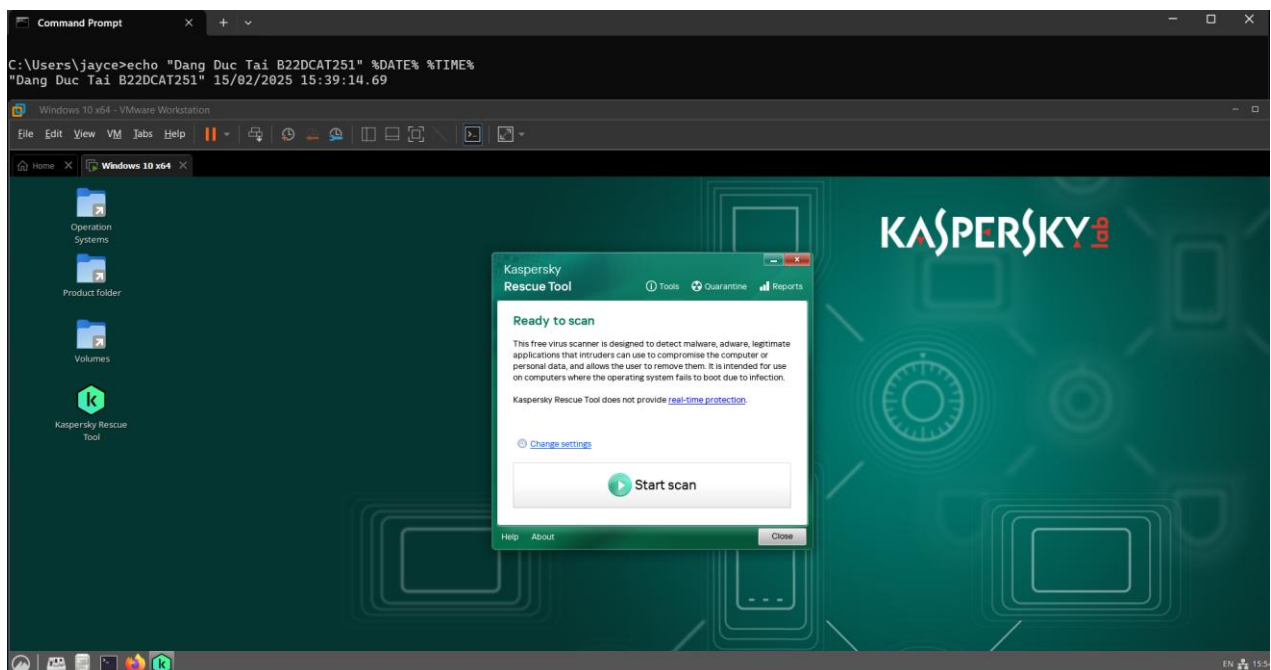 Command Prompt
C:\Users\jayce>echo "Dang Duc Tai B22DCAT251" %DATE% %TIME%
"Dang Duc Tai B22DCAT251" 15/02/2025 15:39:14.69
Windows 10 x64 - VMware Workstation
File Edit View VM Tabs Help
Home Windows 10 x64
Operation
Systems
Product folder
Volumes
Kaspersky Rescue
Tool
KASPERSKY lab
Kaspersky
Rescue Tool
Tools Quarantine Reports
Ready to scan
This free virus scanner is designed to detect malware, adware, legitimate
applications that intruders can use to compromise the computer or
personal data, and allows the user to remove them. It is intended for use
on computers where the operating system fails to boot due to infection.
Kaspersky Rescue Tool does not provide real-time protection.
Change settings
Start scan
Help About Close
EN